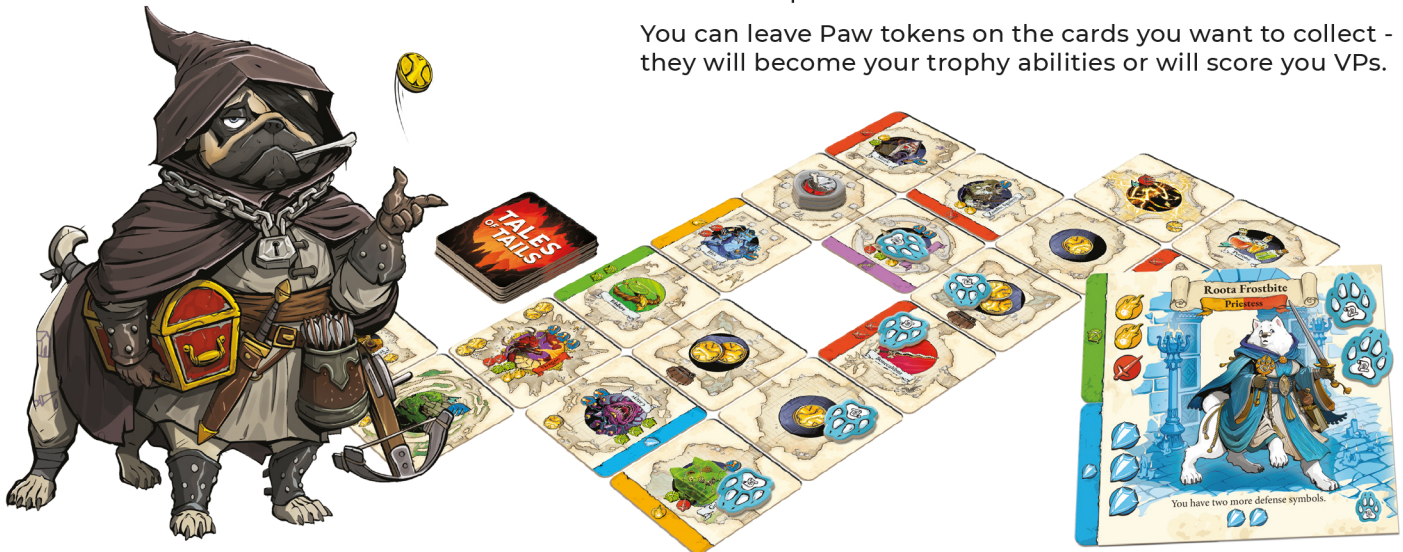 You can leave Paw tokens on the cards you want to collect -
they will become your trophy abilities or will score you VPs.
TALES
OF
TAILS
Roota Frostbite
Priestess
You have two more defense symbols.